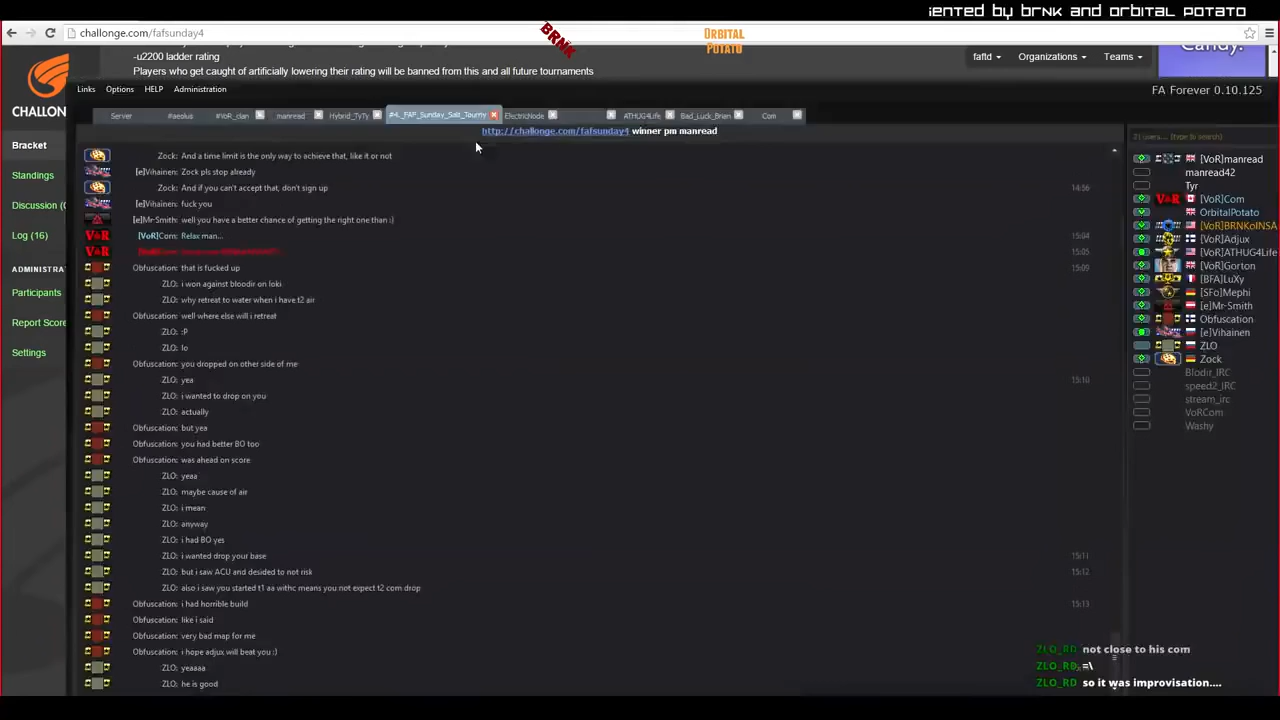 iented by brnk and orbital potato
challonge.com/fafsunday4
BRNK
ORBITAL
POTATO
-u2200 ladder rating
Players who get caught of artificially lowering their rating will be banned from this and all future tournaments
faftd
Organizations
Teams
Candy.
CHALLON
Links
Options
HELP
Administration
FA Forever 0.10.125
Server
#aeolus
#VoR_clan
manread
Hybrid_TyTy
#4._FAF_Sunday_Salt_Tourny
ElectricNode
ATHUG4Life
Bad_Luck_Brian
Com
http://challonge.com/fafsunday4 winner pm manread
Bracket
Standings
Discussion (
Log (16)
ADMINISTRA
Participants
Report Score
Settings
Zock: And a time limit is the only way to achieve that, like it or not
[e]Vihainen: Zock pls stop already
Zock: And if you can't accept that, don't sign up 14:56
[e]Vihainen: fuck you
[e]Mr-Smith: well you have a better chance of getting the right one than :)
[VoR]Com: Relax man... 15:04
15:05
Obfuscation: that is fucked up 15:09
ZLO: i won against bloodir on loki
ZLO: why retreat to water when i have t2 air
Obfuscation: well where else will i retreat
ZLO: :P
ZLO: lo
Obfuscation: you dropped on other side of me
ZLO: yea 15:10
ZLO: i wanted to drop on you
ZLO: actually
Obfuscation: but yea
Obfuscation: you had better BO too
Obfuscation: was ahead on score
ZLO: yeaa
ZLO: maybe cause of air
ZLO: i mean
ZLO: anyway
ZLO: i had BO yes
ZLO: i wanted drop your base 15:11
ZLO: but i saw ACU and desided to not risk 15:12
ZLO: also i saw you started t1 aa withc means you not expect t2 com drop
Obfuscation: i had horrible build 15:13
Obfuscation: like i said
Obfuscation: very bad map for me
Obfuscation: i hope adjux will beat you :)
ZLO: yeaaaa
ZLO: he is good
21 users... (type to search)
[VoR]manread
manread42
Tyr
[VoR]Com
OrbitalPotato
[VoR]BRNKoINSA
[VoR]Adjux
[VoR]ATHUG4Life
[VoR]Gorton
[BFA]LuXy
[SFo]Mephi
[e]Mr-Smith
Obfuscation
[e]Vihainen
ZLO
Zock
Blodir_IRC
speed2_IRC
stream_irc
VoRCom
Washy
ZLO_RD: not close to his com
ZLO_RD: =\
ZLO_RD: so it was improvisation....